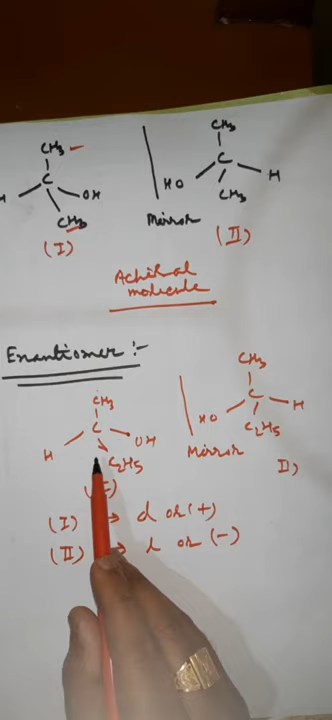 CH₃ CH₃
C C
H OH HO H
CH₃ CH₃
Mirror
(I) (II)
Achiral
molecule
Enantiomer :-
CH₃ CH₃
C C
H OH HO H
C₂H₅ C₂H₅
Mirror
II)
(I) → d or (+)
(II) → l or (-)